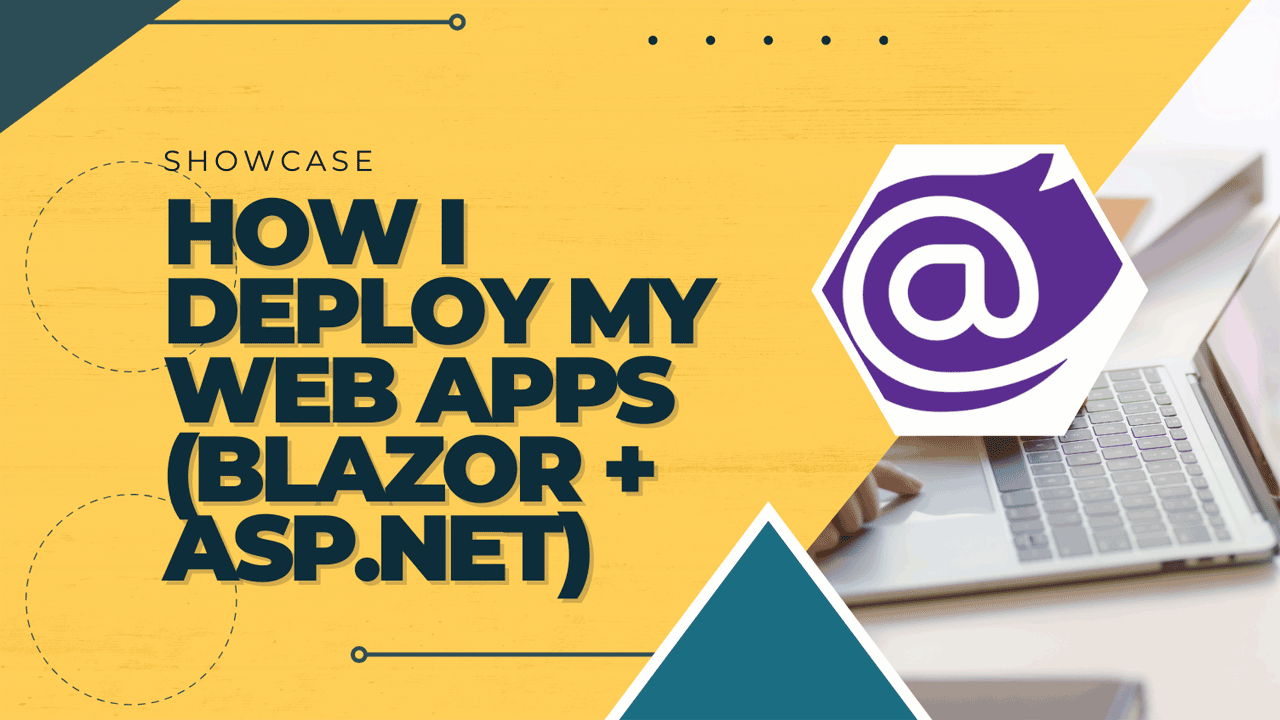 SHOWCASE
HOW I
DEPLOY MY
WEB APPS
(BLAZOR +
ASP.NET)
@